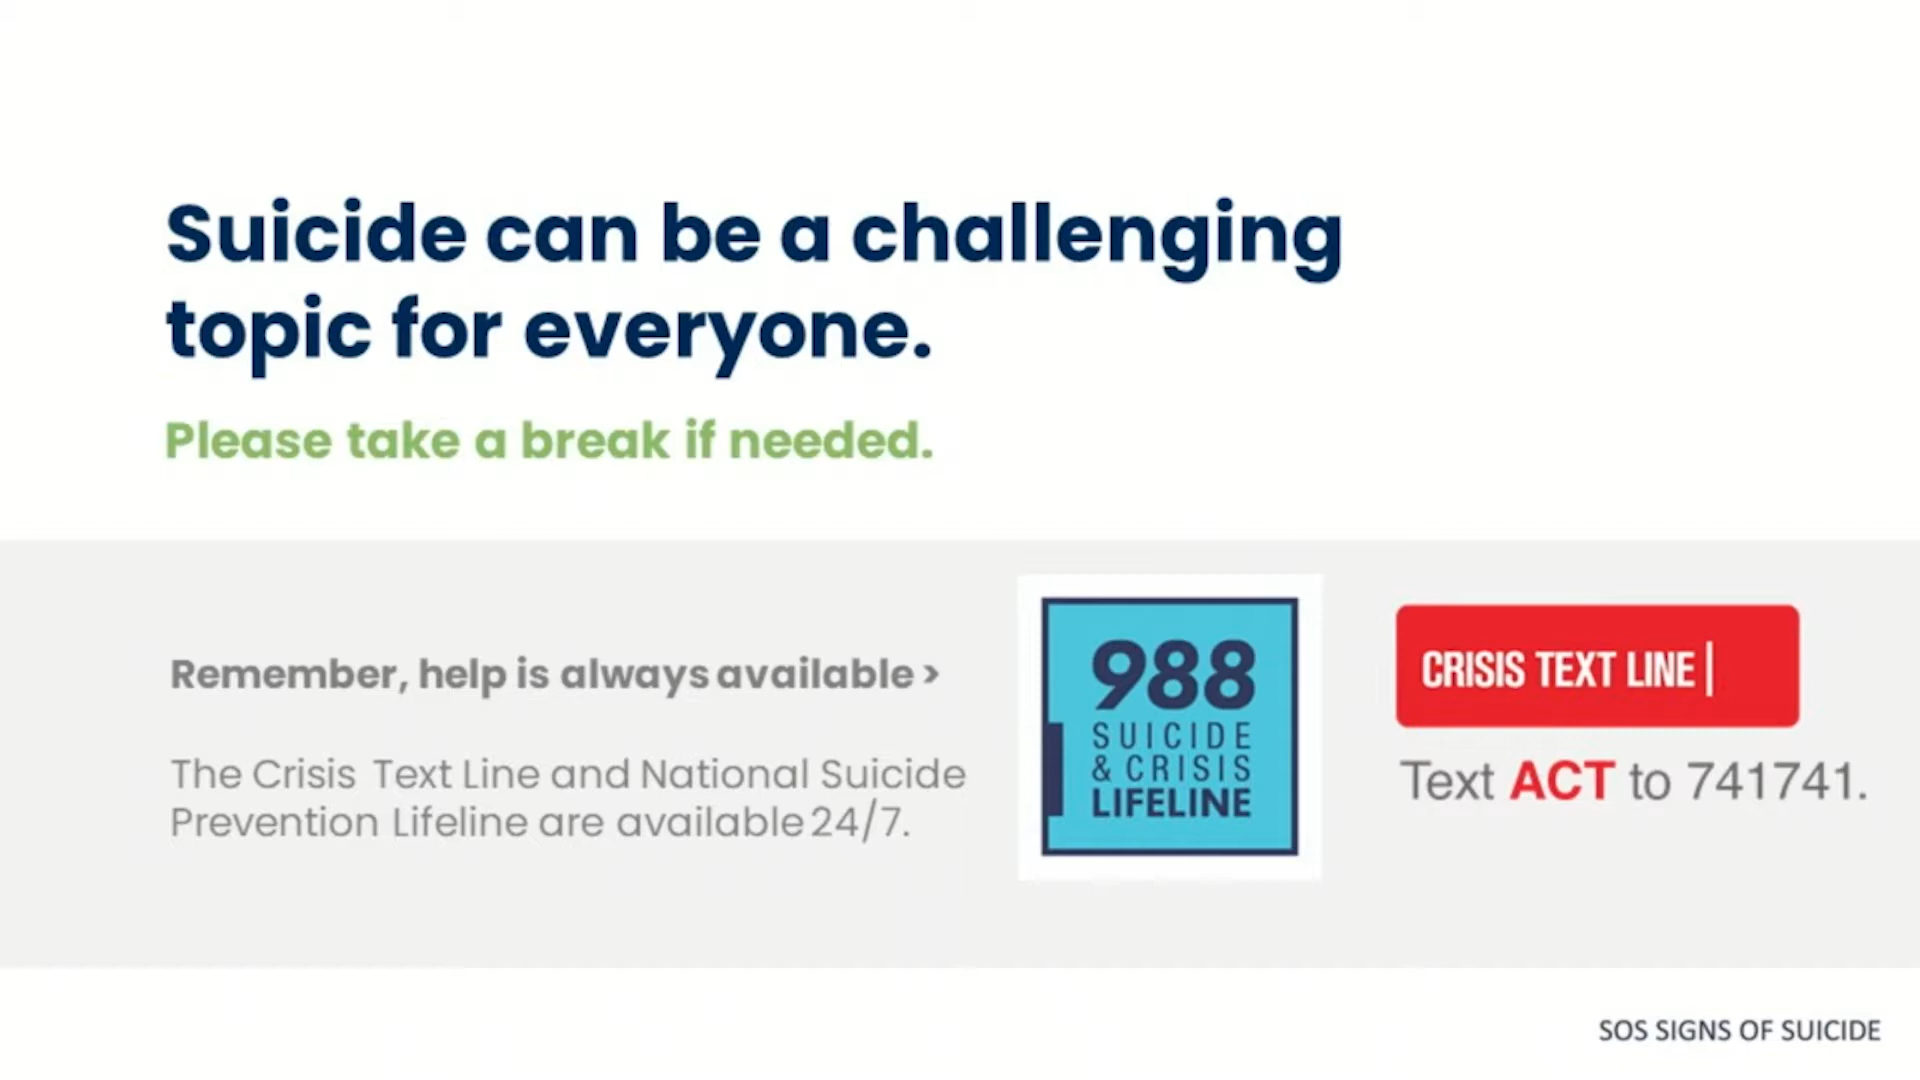 Suicide can be a challenging
topic for everyone.
Please take a break if needed.
Remember, help is always available >
The Crisis Text Line and National Suicide
Prevention Lifeline are available 24/7.
988
SUICIDE
& CRISIS
LIFELINE
CRISIS TEXT LINE |
Text ACT to 741741.
SOS SIGNS OF SUICIDE